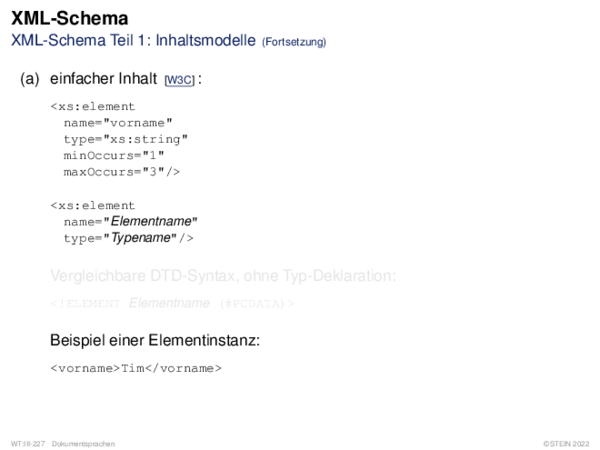 XML-Schema
XML-Schema Teil 1: Inhaltsmodelle (Fortsetzung)
(a) einfacher Inhalt [W3C] :
<xs:element
name="vorname"
type="xs:string"
minOccurs="1"
maxOccurs="3"/>
<xs:element
name="Elementname"
type="Typename"/>
Vergleichbare DTD-Syntax, ohne Typ-Deklaration:
<!ELEMENT Elementname (#PCDATA)>
Beispiel einer Elementinstanz:
<vorname>Tim</vorname>
WT:III-227 Dokumentsprachen
©STEIN 2022